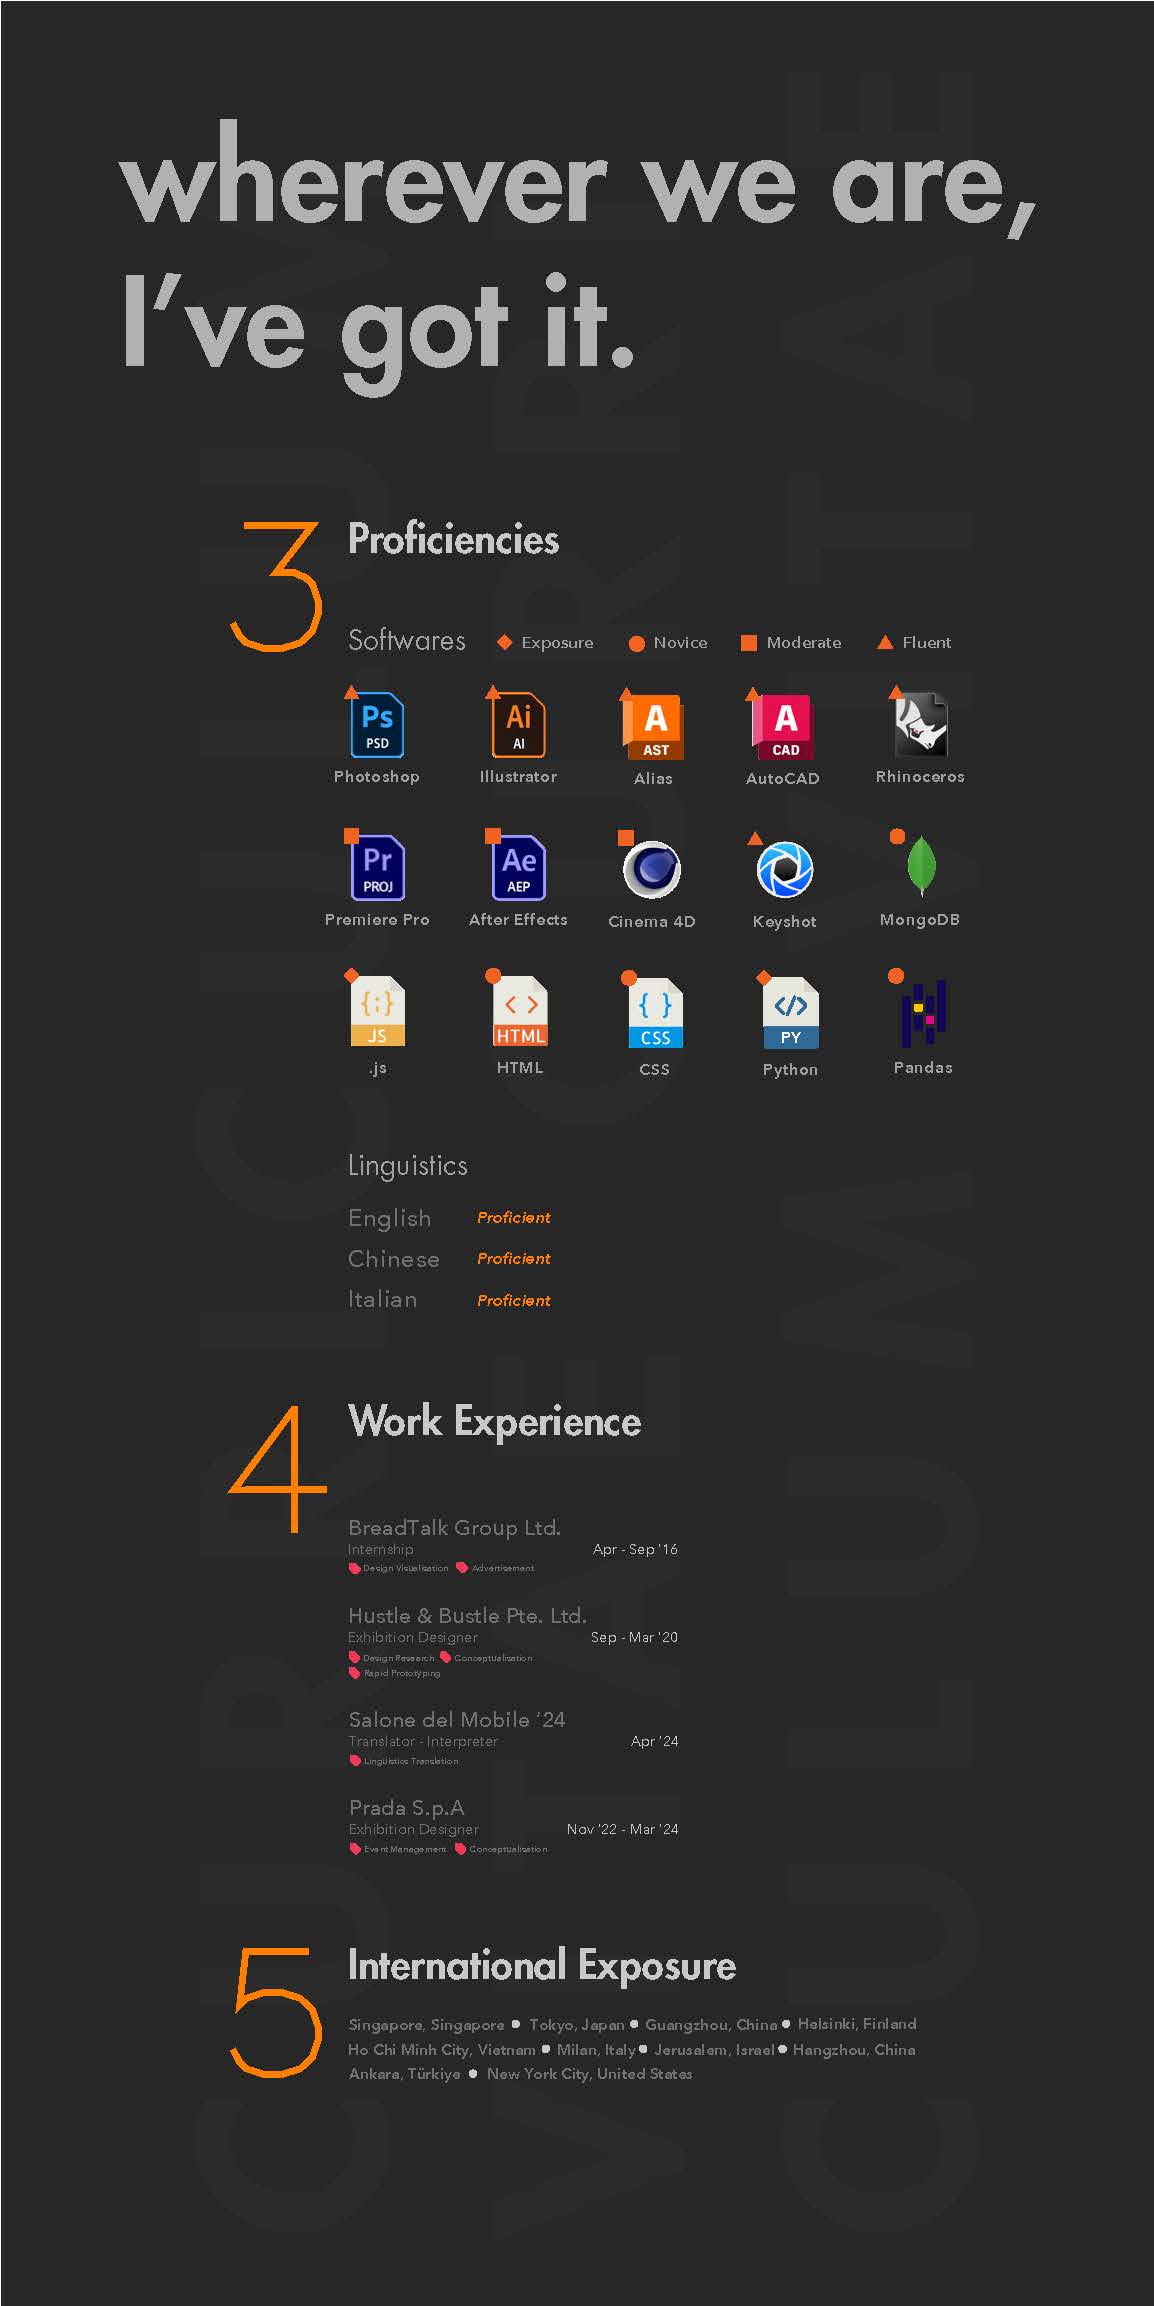 wherever we are,
I’ve got it.
3
Proficiencies
Softwares Exposure Novice Moderate Fluent
Ps Ai A A
PSD AI AST CAD
Photoshop Illustrator Alias AutoCAD Rhinoceros
Pr Ae
PROJ AEP
Premiere Pro After Effects Cinema 4D Keyshot MongoDB
{;} < > { } </>
JS HTML CSS PY
.js HTML CSS Python Pandas
Linguistics
English Proficient
Chinese Proficient
Italian Proficient
4
Work Experience
BreadTalk Group Ltd.
Internship Apr - Sep '16
Design Visualisation Advertisement
Hustle & Bustle Pte. Ltd.
Exhibition Designer Sep - Mar '20
Design Research Conceptualisation
Rapid Prototyping
Salone del Mobile ‘24
Translator - Interpreter Apr '24
Linguistics Translation
Prada S.p.A
Exhibition Designer Nov '22 - Mar '24
Event Management Conceptualisation
5
International Exposure
Singapore, Singapore ● Tokyo, Japan ● Guangzhou, China ● Helsinki, Finland
Ho Chi Minh City, Vietnam ● Milan, Italy ● Jerusalem, Israel ● Hangzhou, China
Ankara, Türkiye ● New York City, United States
CURRICULUM
VITAE CURRI
CULUM VITAE